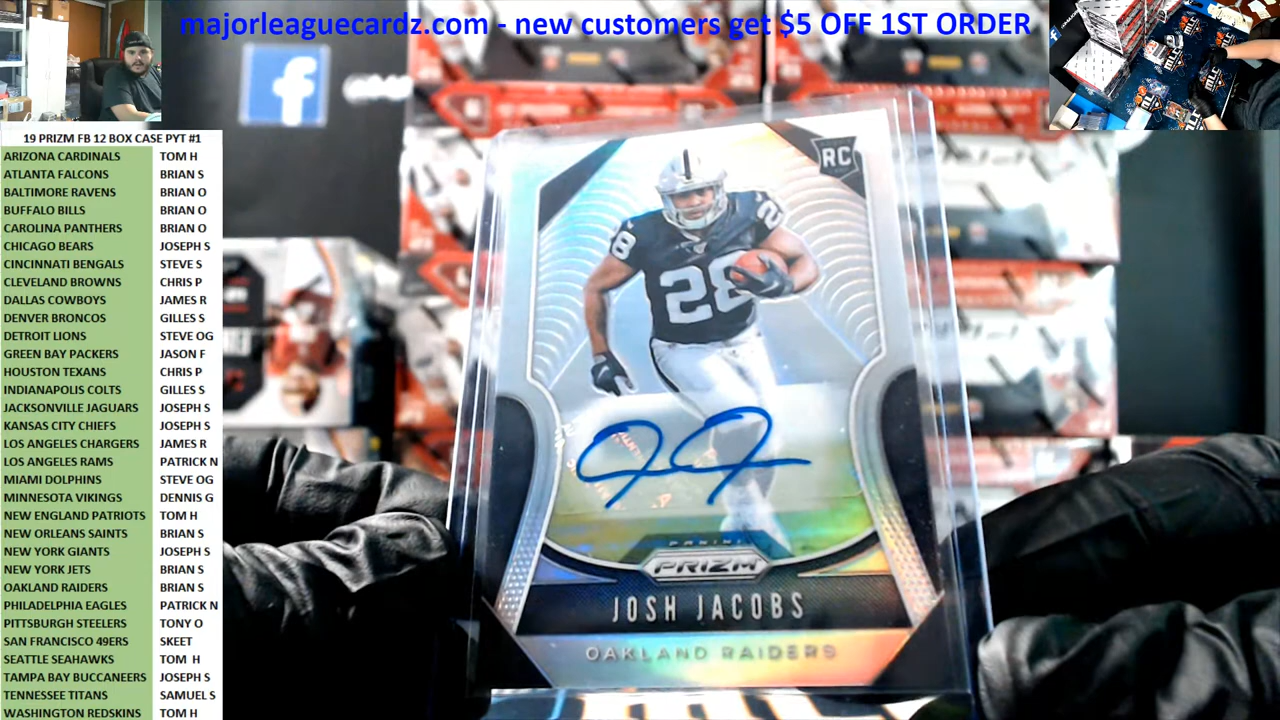 majorleaguecardz.com - new customers get $5 OFF 1ST ORDER
19 PRIZM FB 12 BOX CASE PYT #1
ARIZONA CARDINALS TOM H
ATLANTA FALCONS BRIAN S
BALTIMORE RAVENS BRIAN O
BUFFALO BILLS BRIAN O
CAROLINA PANTHERS BRIAN O
CHICAGO BEARS JOSEPH S
CINCINNATI BENGALS STEVE S
CLEVELAND BROWNS CHRIS P
DALLAS COWBOYS JAMES R
DENVER BRONCOS GILLES S
DETROIT LIONS STEVE OG
GREEN BAY PACKERS JASON F
HOUSTON TEXANS CHRIS P
INDIANAPOLIS COLTS GILLES S
JACKSONVILLE JAGUARS JOSEPH S
KANSAS CITY CHIEFS JOSEPH S
LOS ANGELES CHARGERS JAMES R
LOS ANGELES RAMS PATRICK N
MIAMI DOLPHINS STEVE OG
MINNESOTA VIKINGS DENNIS G
NEW ENGLAND PATRIOTS TOM H
NEW ORLEANS SAINTS BRIAN S
NEW YORK GIANTS JOSEPH S
NEW YORK JETS BRIAN S
OAKLAND RAIDERS BRIAN S
PHILADELPHIA EAGLES PATRICK N
PITTSBURGH STEELERS TONY O
SAN FRANCISCO 49ERS SKEET
SEATTLE SEAHAWKS TOM H
TAMPA BAY BUCCANEERS JOSEPH S
TENNESSEE TITANS SAMUEL S
WASHINGTON REDSKINS TOM H
f
RC
28
28
28
JJ
PANINI
PRIZM
JOSH JACOBS
OAKLAND RAIDERS
MLC